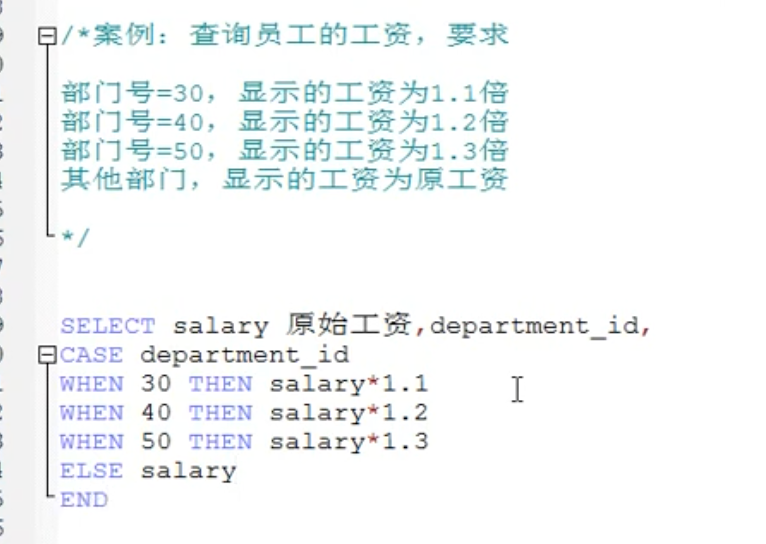 /*案例：查询员工的工资，要求
部门号=30，显示的工资为1.1倍
部门号=40，显示的工资为1.2倍
部门号=50，显示的工资为1.3倍
其他部门，显示的工资为原工资
*/
SELECT salary 原始工资,department_id,
CASE department_id
WHEN 30 THEN salary*1.1
WHEN 40 THEN salary*1.2
WHEN 50 THEN salary*1.3
ELSE salary
END